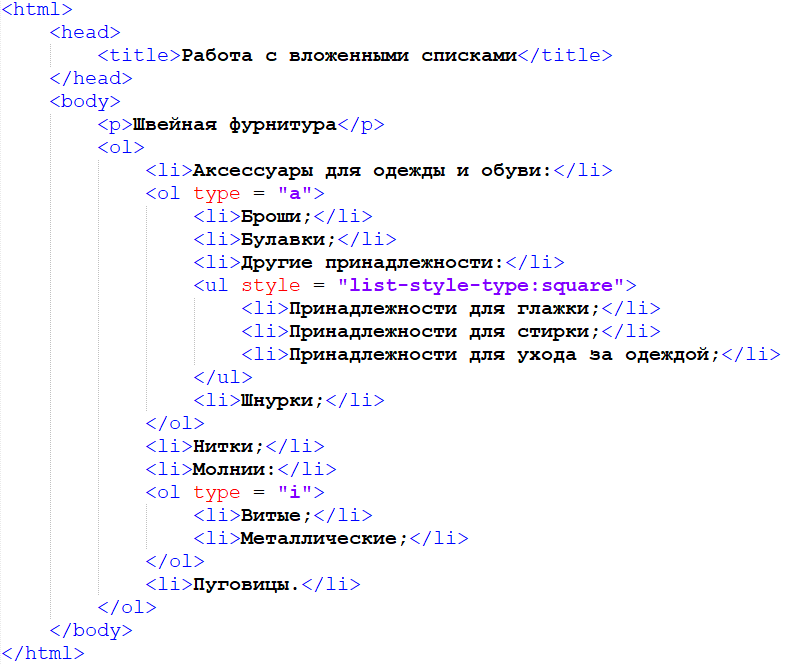 <html>
<head>
<title>Работа с вложенными списками</title>
</head>
<body>
<p>Швейная фурнитура</p>
<ol>
<li>Аксессуары для одежды и обуви:</li>
<ol type = "a">
<li>Броши;</li>
<li>Булавки;</li>
<li>Другие принадлежности:</li>
<ul style = "list-style-type:square">
<li>Принадлежности для глажки;</li>
<li>Принадлежности для стирки;</li>
<li>Принадлежности для ухода за одеждой;</li>
</ul>
<li>Шнурки;</li>
</ol>
<li>Нитки;</li>
<li>Молнии:</li>
<ol type = "i">
<li>Витые;</li>
<li>Металлические;</li>
</ol>
<li>Пуговицы.</li>
</ol>
</body>
</html>